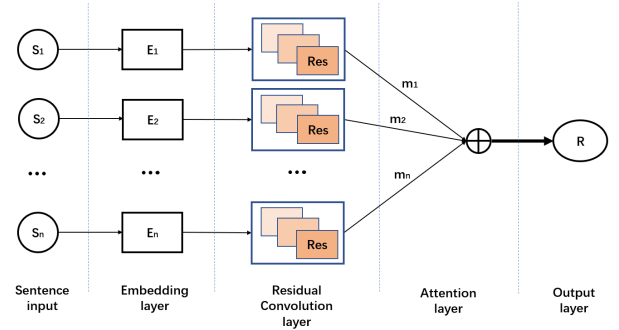 S1 E1 Res m1
S2 E2 Res m2
R
... ... ...
mn
Sn En Res
Sentence input
Embedding layer
Residual Convolution layer
Attention layer
Output layer